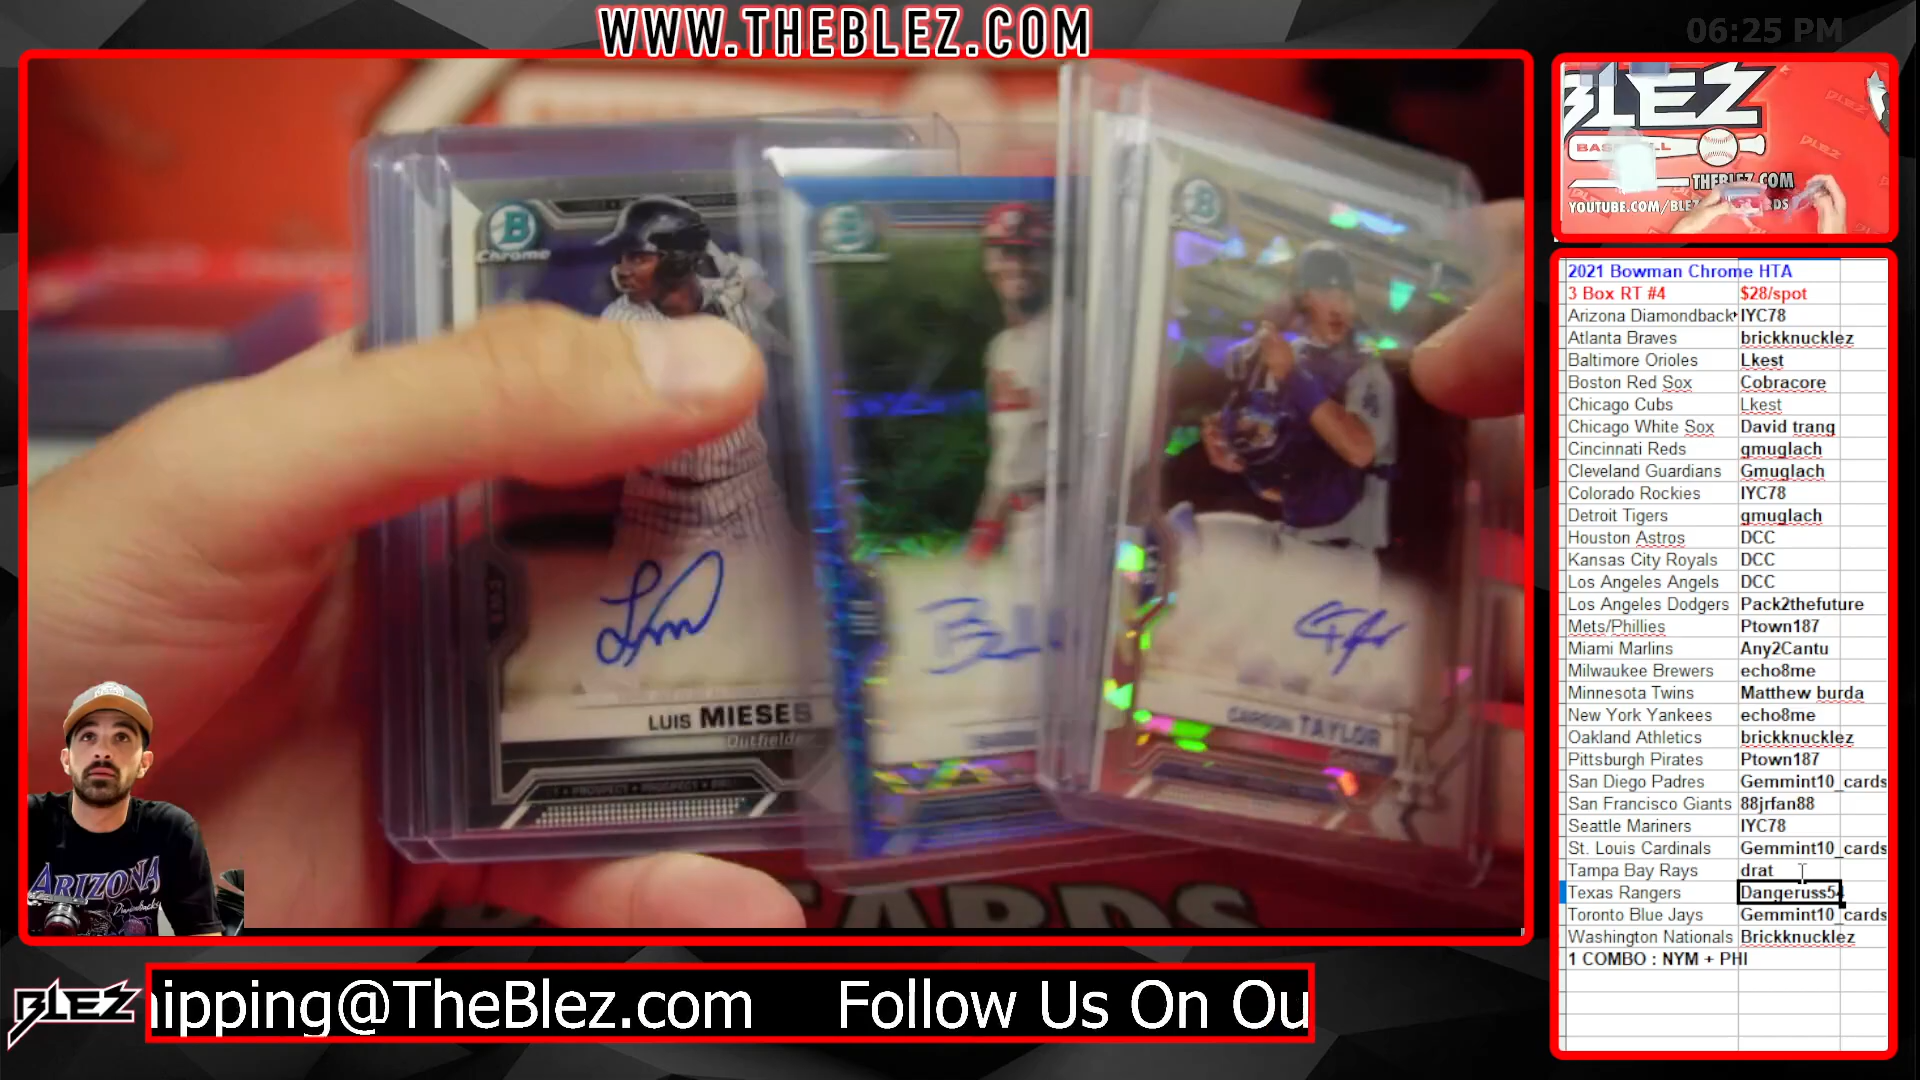 WWW.THEBLEZ.COM
06:25 PM
BLEZ
THEBLEZ.COM
YOUTUBE.COM/BLEZ
B
Chrome
LUIS MIESES
Outfielde
B
Chrome
CARSON TAYLOR
CARDS
ARIZONA
Diamondbacks
2021 Bowman Chrome HTA
3 Box RT #4 $28/spot
Arizona Diamondback IYC78
Atlanta Braves brickknucklez
Baltimore Orioles Lkest
Boston Red Sox Cobracore
Chicago Cubs Lkest
Chicago White Sox David trang
Cincinnati Reds gmuglach
Cleveland Guardians Gmuglach
Colorado Rockies IYC78
Detroit Tigers gmuglach
Houston Astros DCC
Kansas City Royals DCC
Los Angeles Angels DCC
Los Angeles Dodgers Pack2thefuture
Mets/Phillies Ptown187
Miami Marlins Any2Cantu
Milwaukee Brewers echo8me
Minnesota Twins Matthew burda
New York Yankees echo8me
Oakland Athletics brickknucklez
Pittsburgh Pirates Ptown187
San Diego Padres Gemmint10_cards
San Francisco Giants 88jrfan88
Seattle Mariners IYC78
St. Louis Cardinals Gemmint10_cards
Tampa Bay Rays drat
Texas Rangers Dangeruss54
Toronto Blue Jays Gemmint10_cards
Washington Nationals Brickknucklez
1 COMBO : NYM + PHI
BLEZ
hipping@TheBlez.com Follow Us On Ou